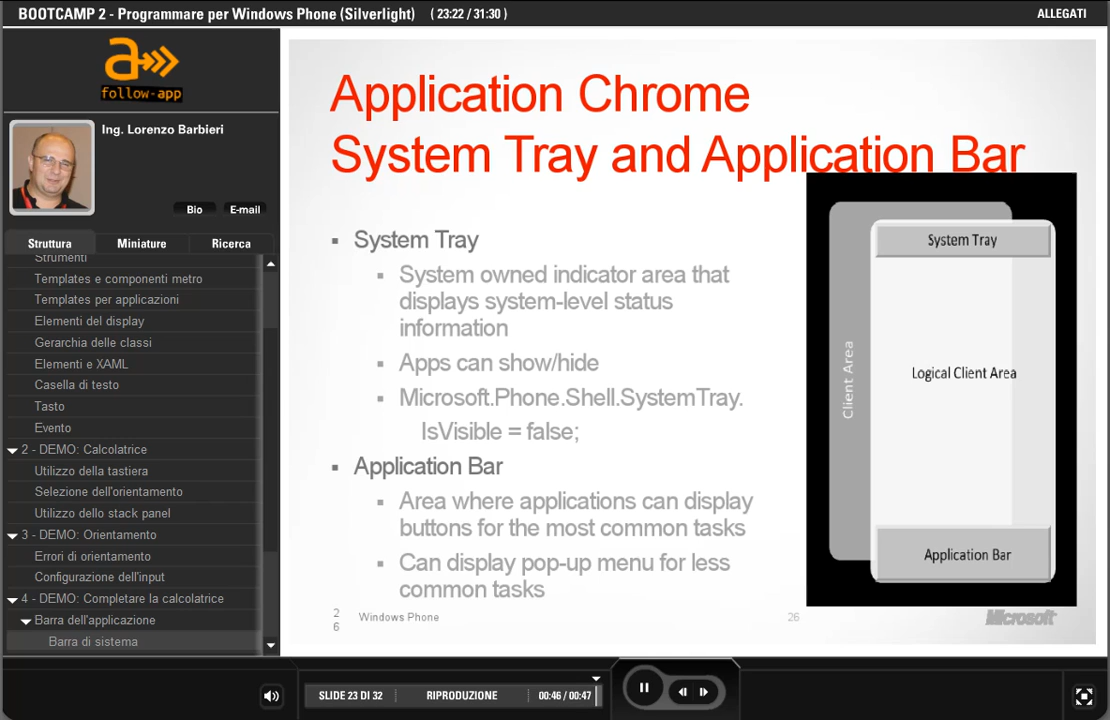 BOOTCAMP 2 - Programmare per Windows Phone (Silverlight) ( 23:22 / 31:30 )
ALLEGATI
a
follow-app
Ing. Lorenzo Barbieri
Bio
E-mail
Struttura
Miniature
Ricerca
Strumenti
Templates e componenti metro
Templates per applicazioni
Elementi del display
Gerarchia delle classi
Elementi e XAML
Casella di testo
Tasto
Evento
2 - DEMO: Calcolatrice
Utilizzo della tastiera
Selezione dell'orientamento
Utilizzo dello stack panel
3 - DEMO: Orientamento
Errori di orientamento
Configurazione dell'input
4 - DEMO: Completare la calcolatrice
Barra dell'applicazione
Barra di sistema
Application Chrome
System Tray and Application Bar
System Tray
System owned indicator area that
displays system-level status
information
Apps can show/hide
Microsoft.Phone.Shell.SystemTray.
IsVisible = false;
Application Bar
Area where applications can display
buttons for the most common tasks
Can display pop-up menu for less
common tasks
System Tray
Client Area
Logical Client Area
Application Bar
2
6
Windows Phone
26
Microsoft
SLIDE 23 DI 32
RIPRODUZIONE
00:46 / 00:47